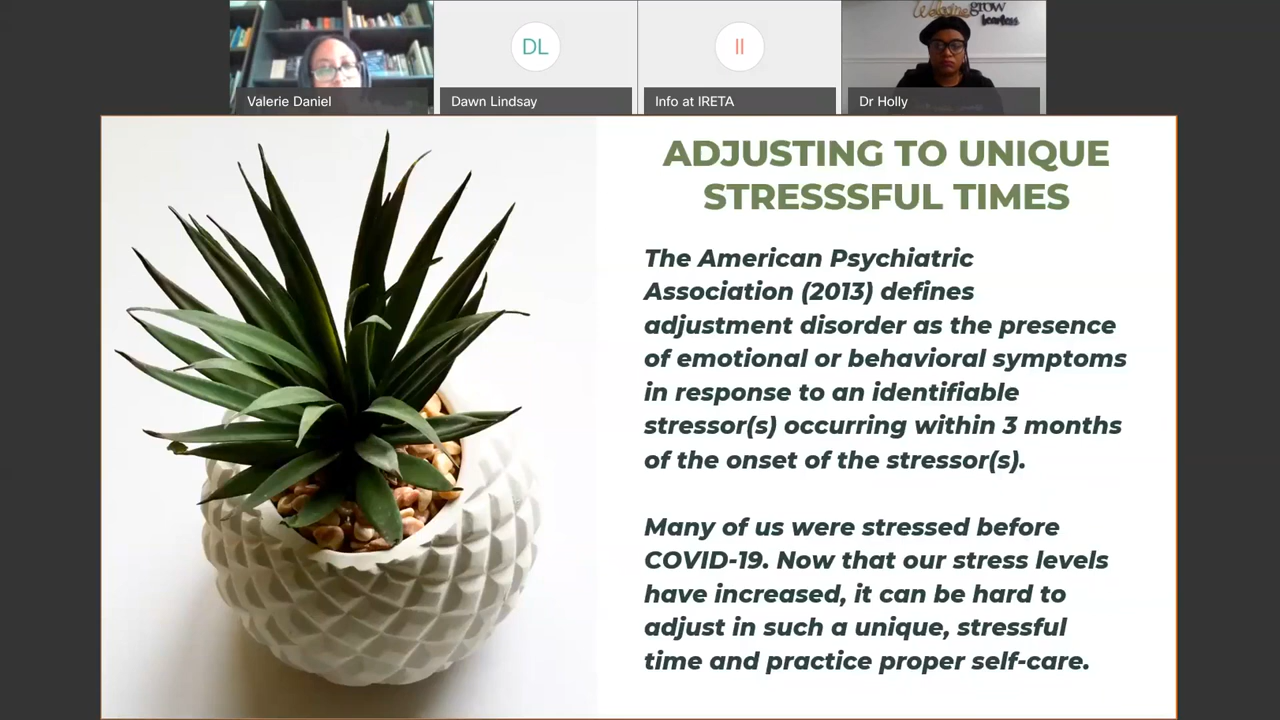 Welcome
grow
fearless
DL
II
Valerie Daniel
Dawn Lindsay
Info at IRETA
Dr Holly
ADJUSTING TO UNIQUE
STRESSSFUL TIMES
The American Psychiatric
Association (2013) defines
adjustment disorder as the presence
of emotional or behavioral symptoms
in response to an identifiable
stressor(s) occurring within 3 months
of the onset of the stressor(s).
Many of us were stressed before
COVID-19. Now that our stress levels
have increased, it can be hard to
adjust in such a unique, stressful
time and practice proper self-care.